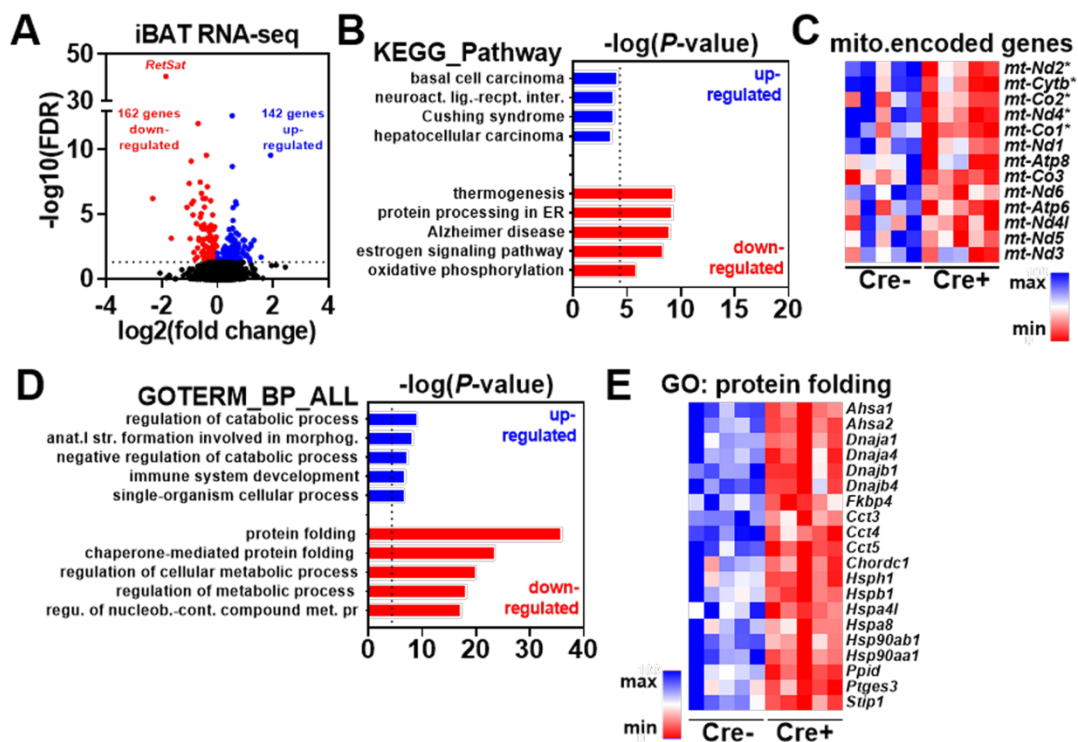 A
iBAT RNA-seq
-log10(FDR)
50
30
10
5
0
RetSat
162 genes
down-
regulated
142 genes
up-
regulated
-4 -2 0 2 4
log2(fold change)
B
KEGG_Pathway
-log(P-value)
basal cell carcinoma
neuroact. lig.-recpt. inter.
Cushing syndrome
hepatocellular carcinoma
up-
regulated
thermogenesis
protein processing in ER
Alzheimer disease
estrogen signaling pathway
oxidative phosphorylation
down-
regulated
0 5 10 15 20
C
mito.encoded genes
mt-Nd2*
mt-Cytb*
mt-Co2*
mt-Nd4*
mt-Co1*
mt-Nd1
mt-Atp8
mt-Co3
mt-Nd6
mt-Atp6
mt-Nd4l
mt-Nd5
mt-Nd3
Cre- Cre+
max
min
D
GOTERM_BP_ALL
-log(P-value)
regulation of catabolic process
anat.l str. formation involved in morphog.
negative regulation of catabolic process
immune system devcelopment
single-organism cellular process
up-
regulated
protein folding
chaperone-mediated protein folding
regulation of cellular metabolic process
regulation of metabolic process
regu. of nucleob.-cont. compound met. pr
down-
regulated
0 10 20 30 40
E
GO: protein folding
Ahsa1
Ahsa2
Dnaja1
Dnaja4
Dnajb1
Dnajb4
Fkbp4
Cct3
Cct4
Cct5
Chordc1
Hsph1
Hspb1
Hspa4l
Hspa8
Hsp90ab1
Hsp90aa1
Ppid
Ptges3
Stip1
max
min
Cre- Cre+